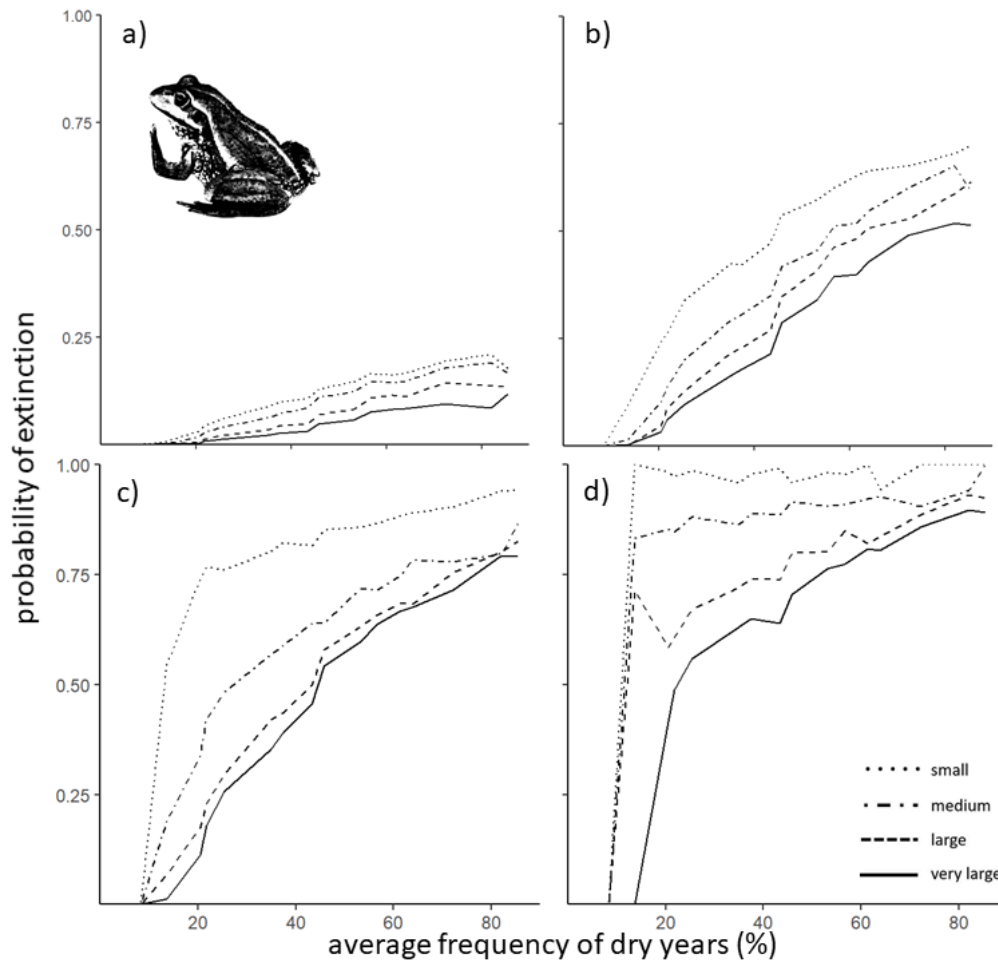 a)
b)
1.00
0.75
0.50
0.25
c)
d)
1.00
0.75
0.50
0.25
probability of extinction
small
medium
large
very large
20 40 60 80
20 40 60 80
average frequency of dry years (%)